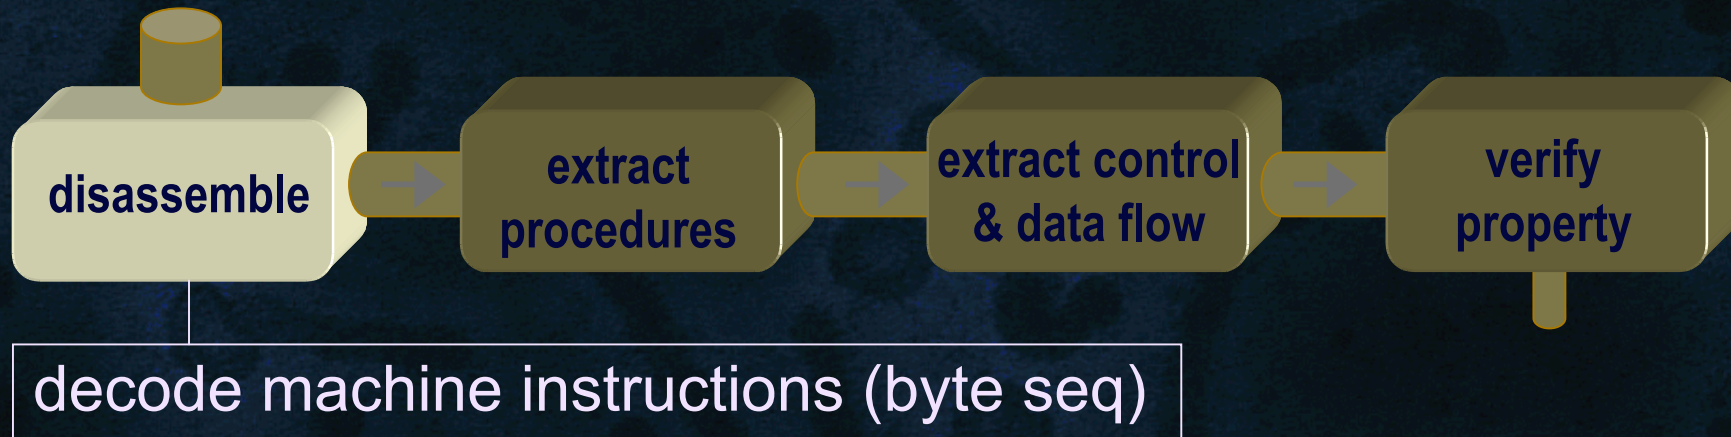 disassemble
extract
procedures
extract control
& data flow
verify
property
decode machine instructions (byte seq)